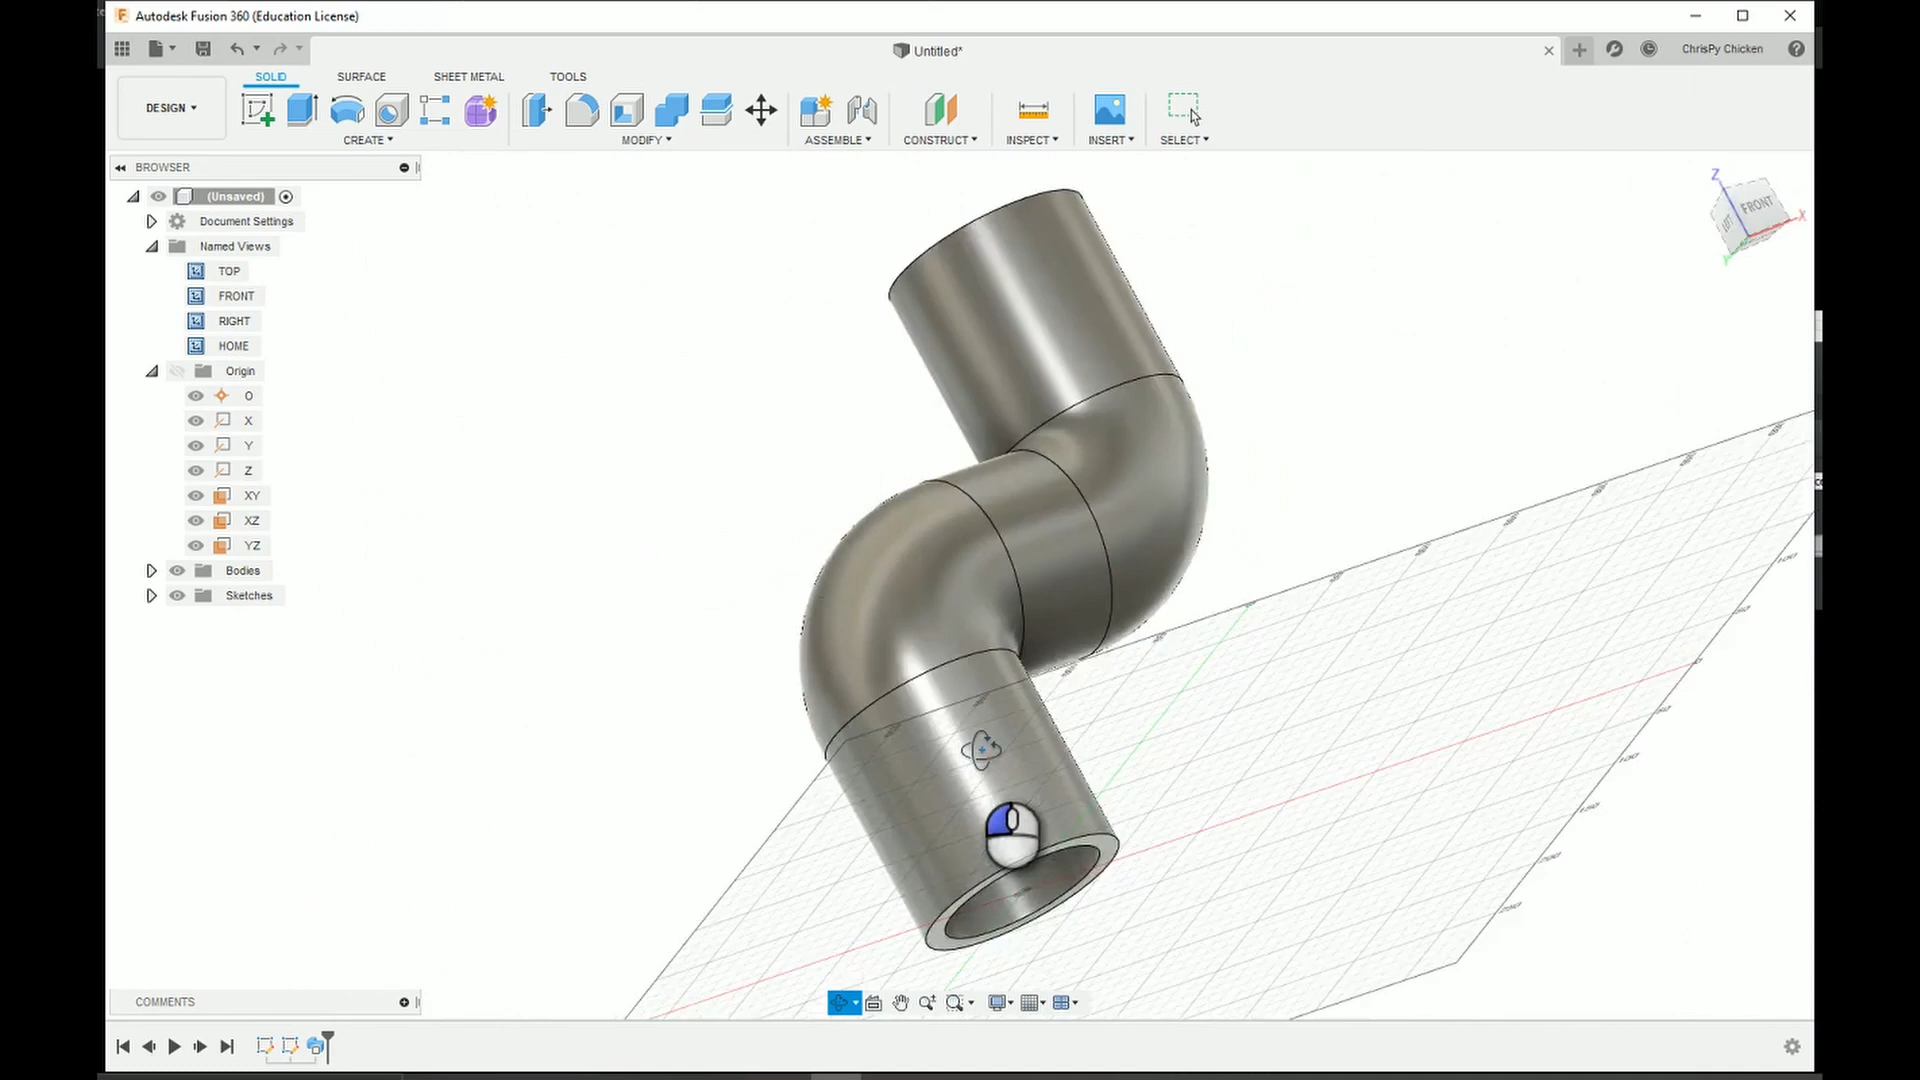 Autodesk Fusion 360 (Education License)
Untitled*
ChrisPy Chicken
SOLID SURFACE SHEET METAL TOOLS
DESIGN
CREATE MODIFY ASSEMBLE CONSTRUCT INSPECT INSERT SELECT
BROWSER
(Unsaved)
Document Settings
Named Views
TOP
FRONT
RIGHT
HOME
Origin
O
X
Y
Z
XY
XZ
YZ
Bodies
Sketches
Z
FRONT
LEFT
X
Y
COMMENTS